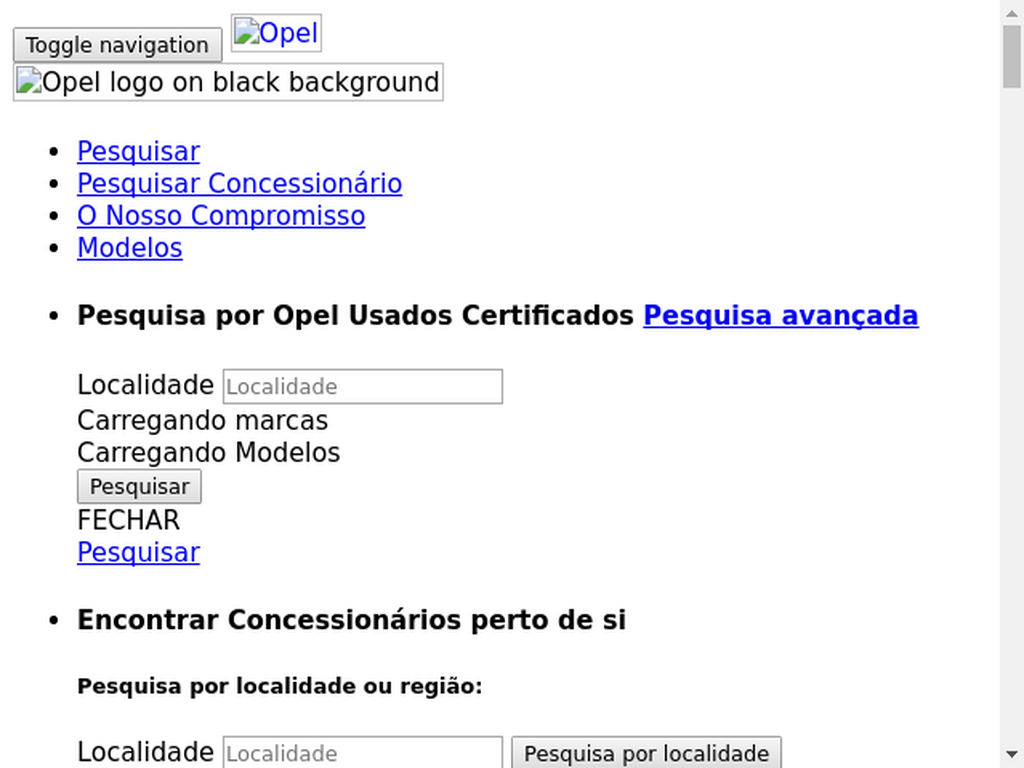 Toggle navigation Opel
Opel logo on black background
Pesquisar
Pesquisar Concessionário
O Nosso Compromisso
Modelos
Pesquisa por Opel Usados Certificados Pesquisa avançada
Localidade Localidade
Carregando marcas
Carregando Modelos
Pesquisar
FECHAR
Pesquisar
Encontrar Concessionários perto de si
Pesquisa por localidade ou região:
Localidade Localidade Pesquisa por localidade